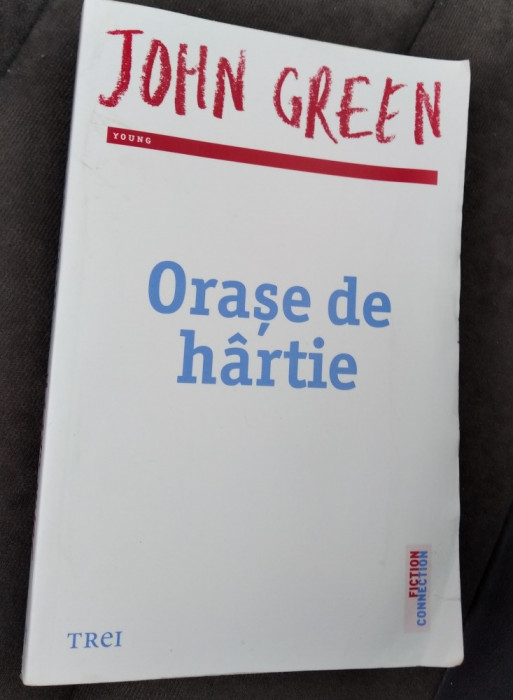 JOHN GREEN
YOUNG
Orașe de
hârtie
FICTION
CONNECTION
TREI